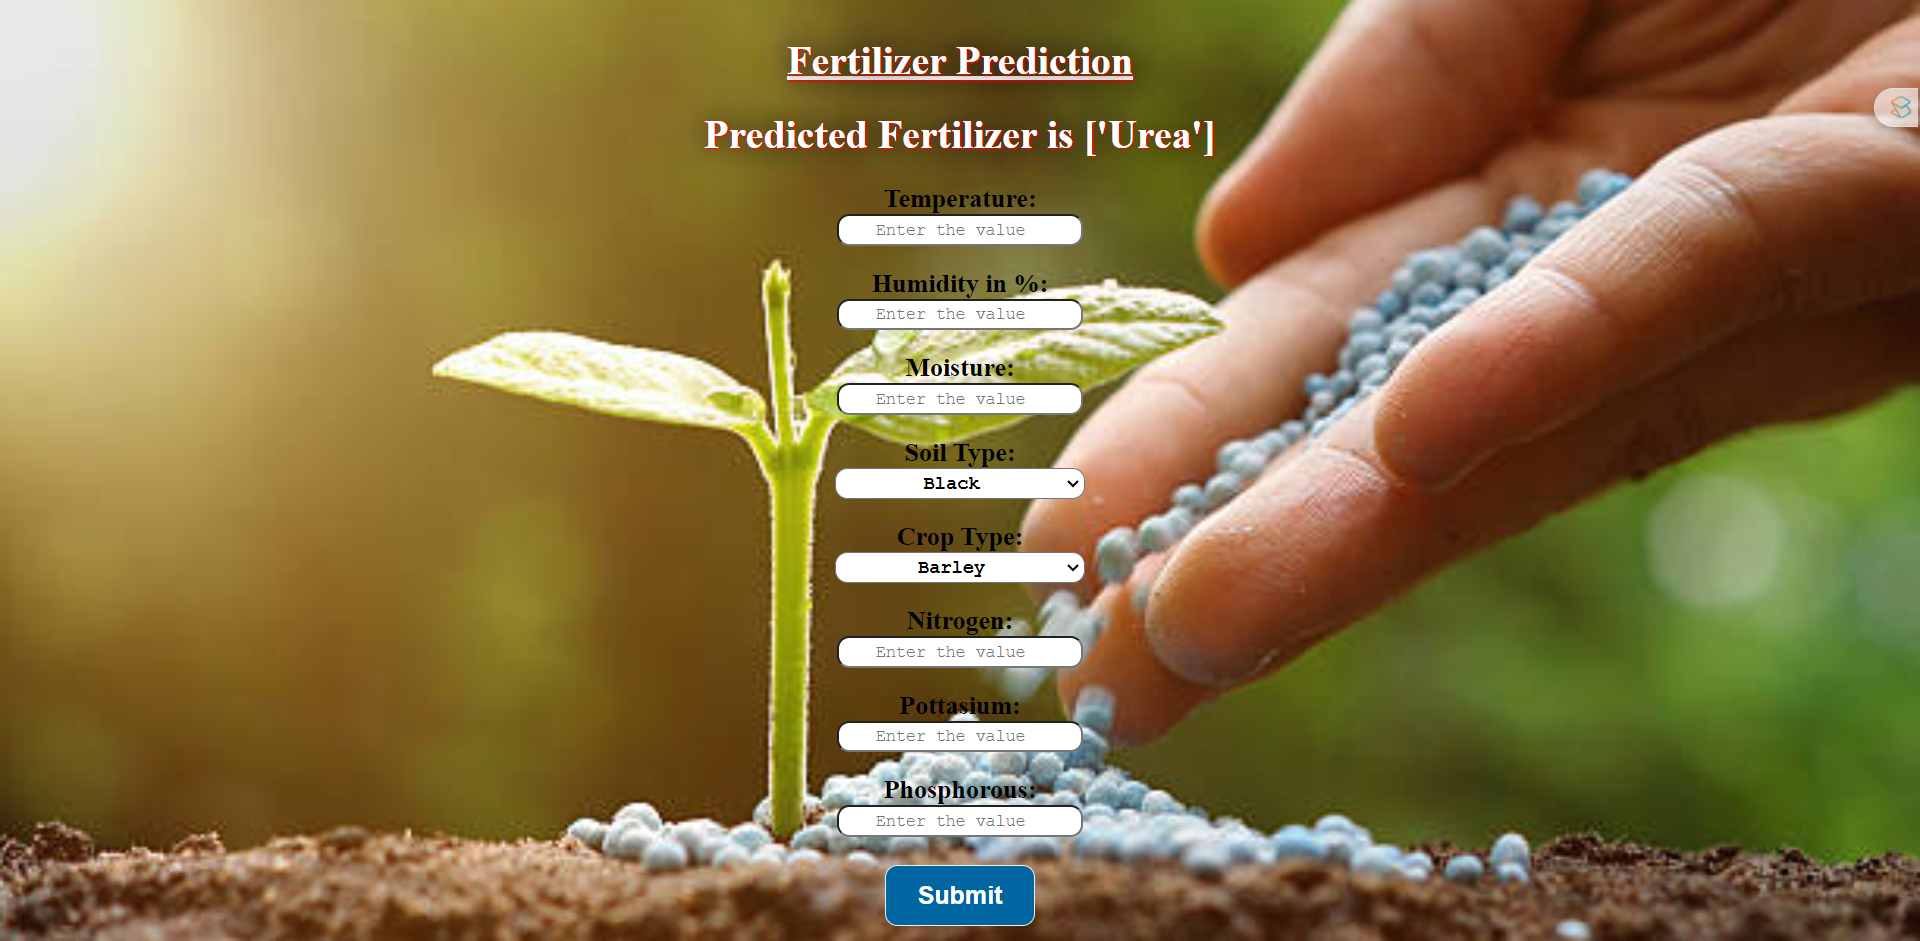 Fertilizer Prediction
Predicted Fertilizer is ['Urea']
Temperature:
Enter the value
Humidity in %:
Enter the value
Moisture:
Enter the value
Soil Type:
Black
Crop Type:
Barley
Nitrogen:
Enter the value
Pottasium:
Enter the value
Phosphorous:
Enter the value
Submit